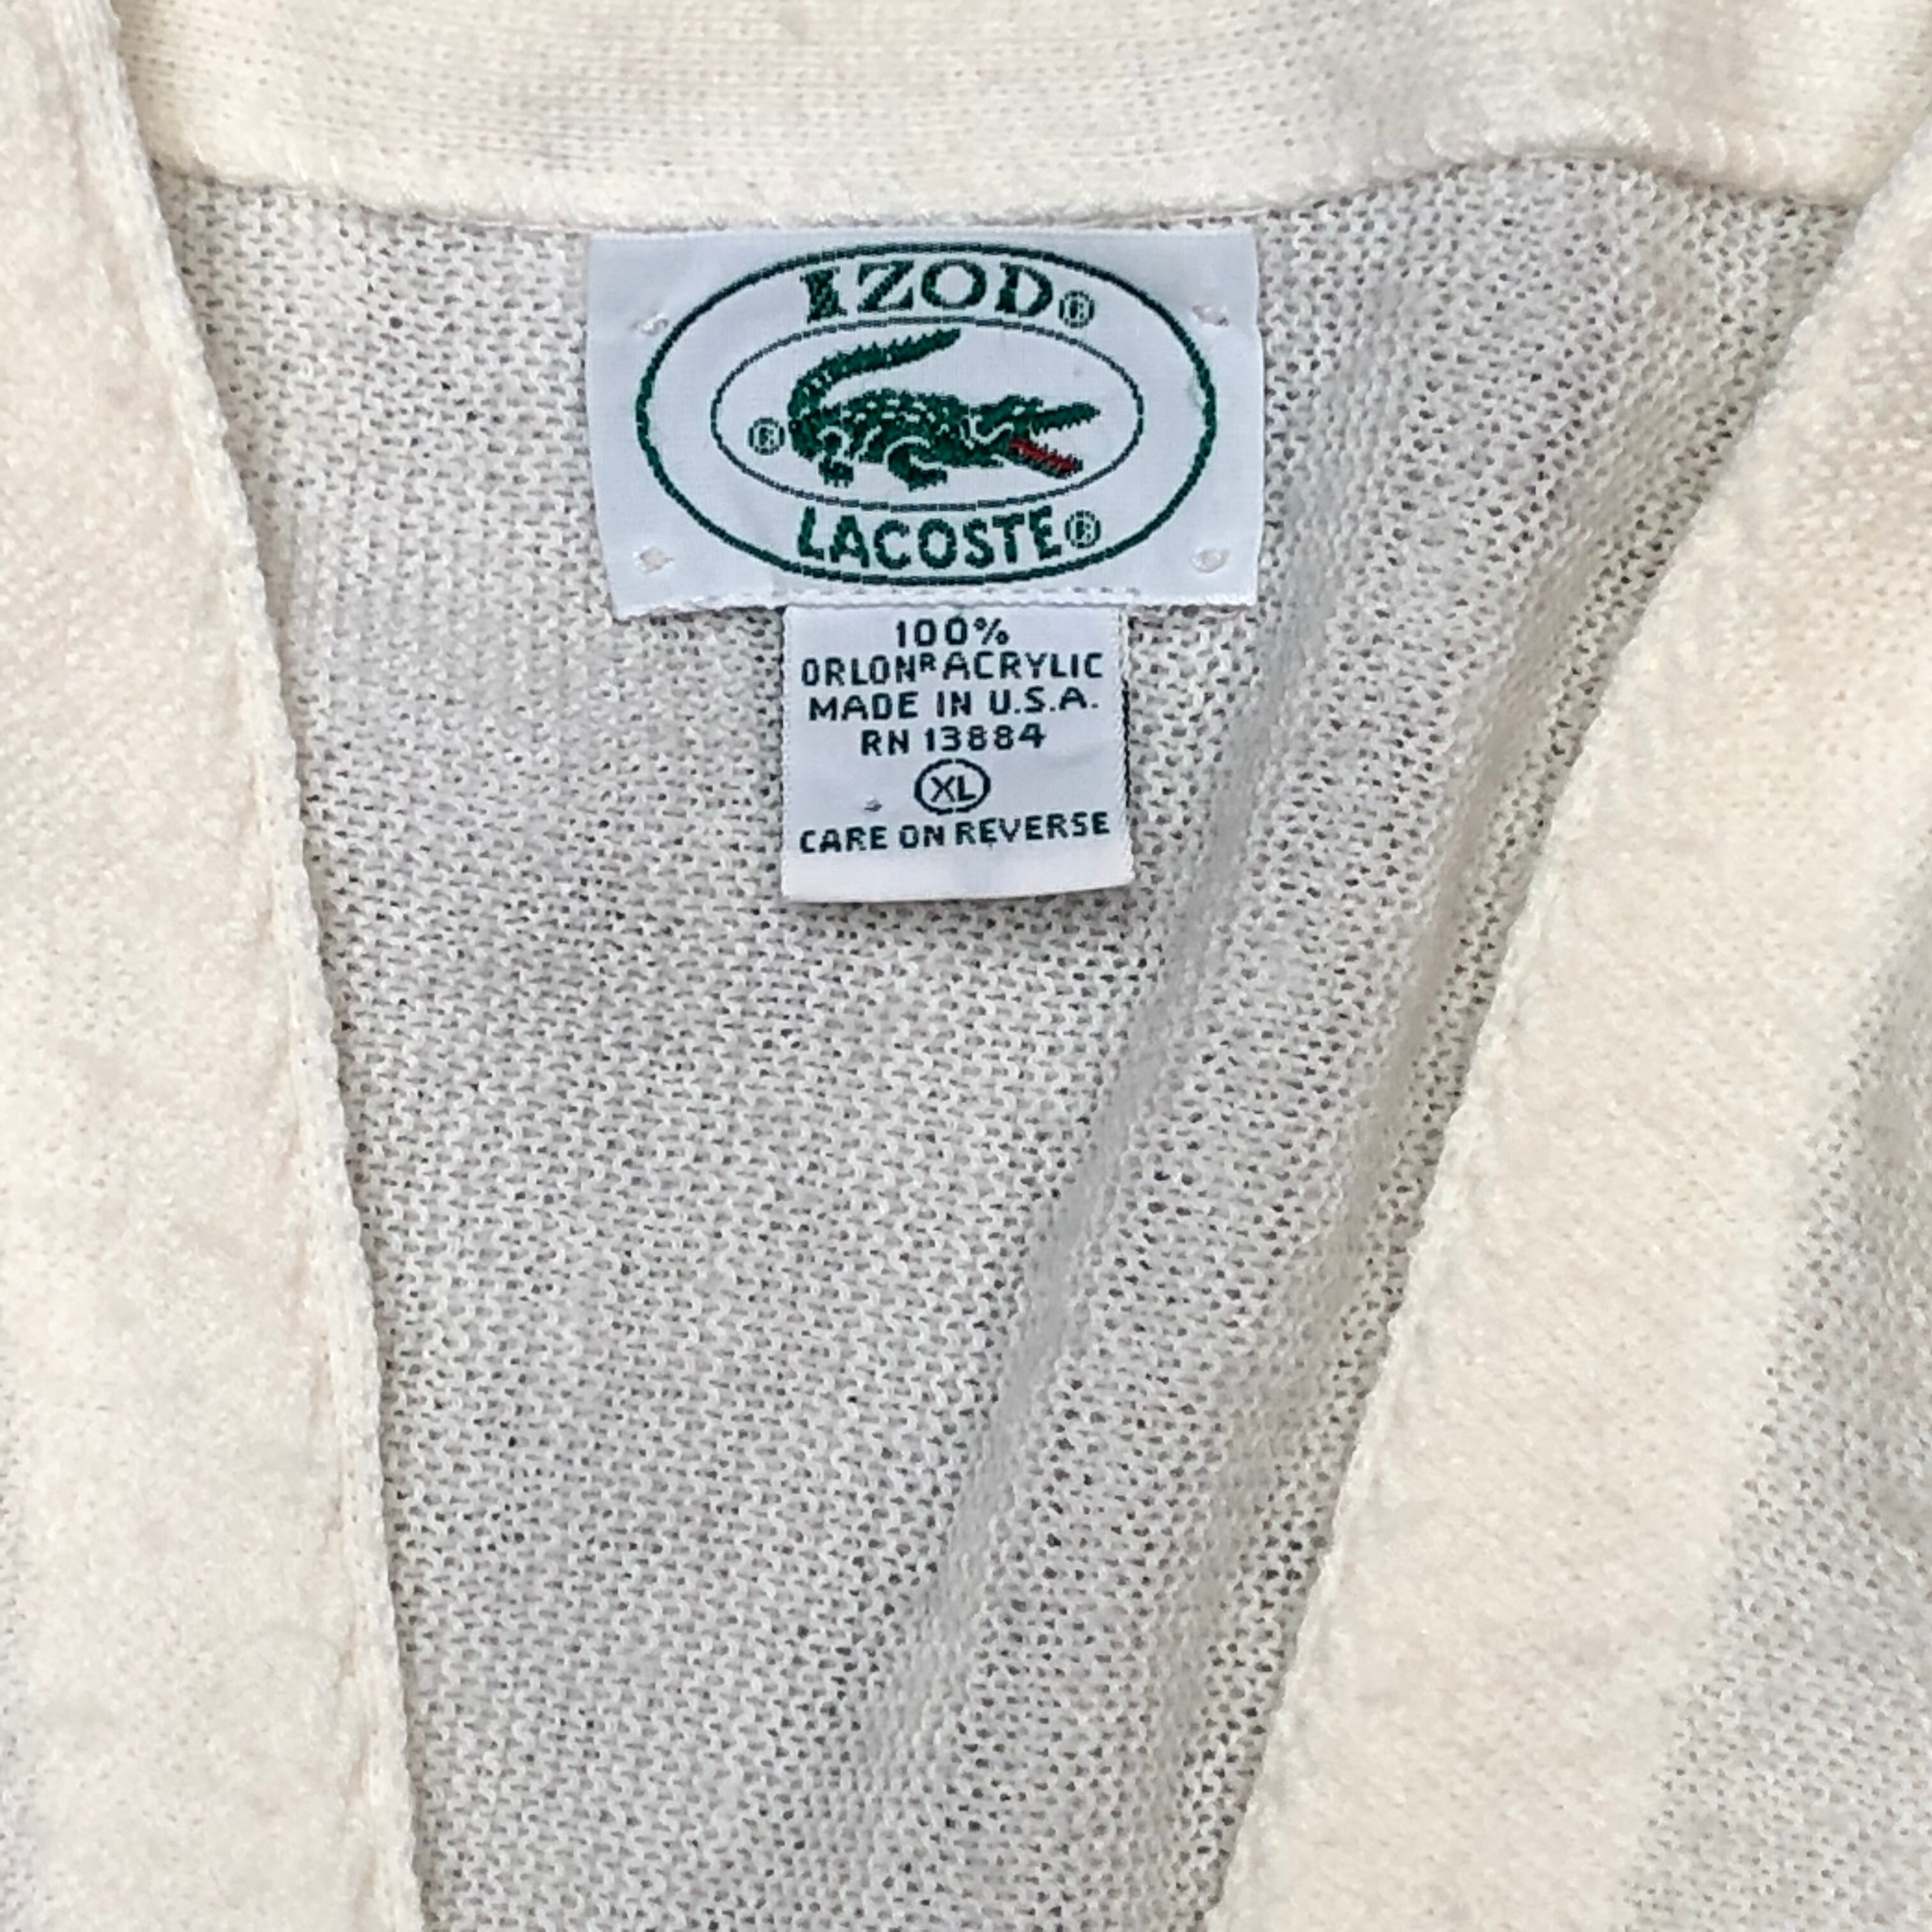 IZOD®
®
LACOSTE®
100%
ORLON® ACRYLIC
MADE IN U.S.A.
RN 13884
XL
CARE ON REVERSE